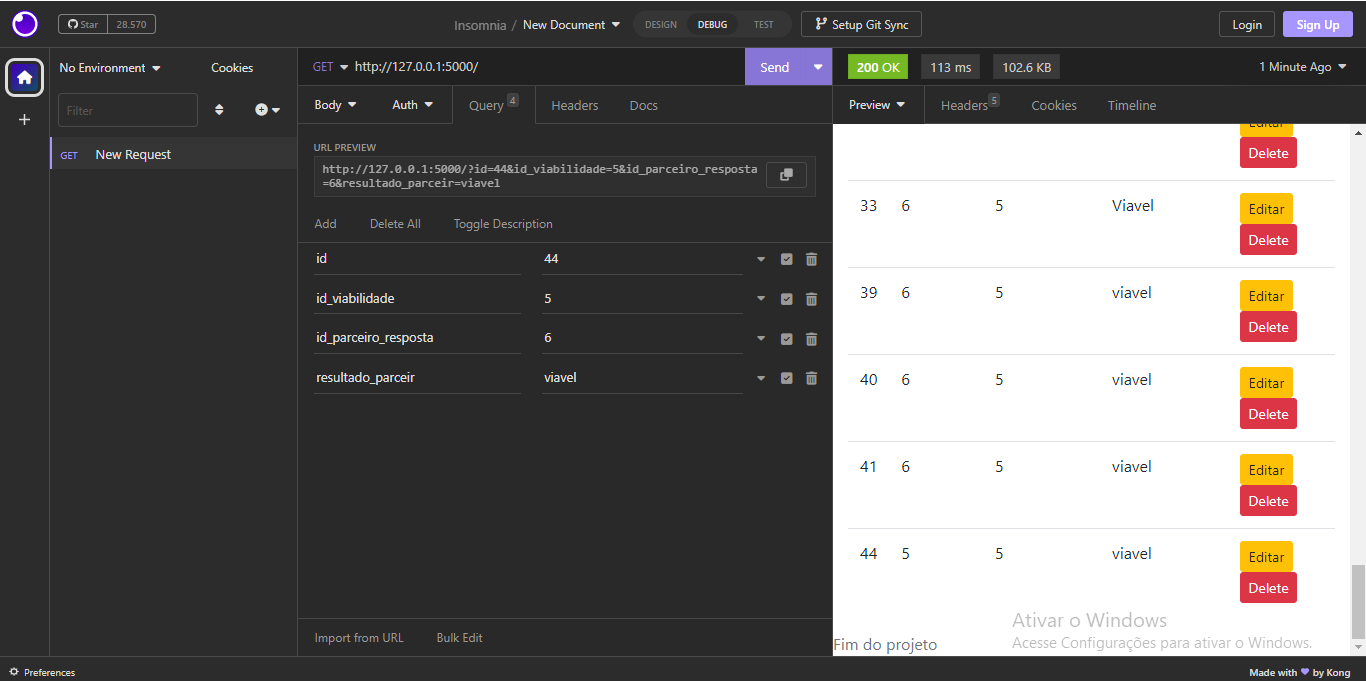 Star 28.570
Insomnia / New Document
DESIGN DEBUG TEST
Setup Git Sync
Login Sign Up
No Environment Cookies
Filter
GET New Request
GET http://127.0.0.1:5000/ Send
Body Auth Query 4 Headers Docs
URL PREVIEW
http://127.0.0.1:5000/?id=44&id_viabilidade=5&id_parceiro_resposta
=6&resultado_parceir=viavel
Add Delete All Toggle Description
id 44
id_viabilidade 5
id_parceiro_resposta 6
resultado_parceir viavel
Import from URL Bulk Edit
200 OK 113 ms 102.6 KB 1 Minute Ago
Preview Headers 5 Cookies Timeline
Editar
Delete
33 6 5 Viavel Editar
Delete
39 6 5 viavel Editar
Delete
40 6 5 viavel Editar
Delete
41 6 5 viavel Editar
Delete
44 5 5 viavel Editar
Delete
Ativar o Windows
Acesse Configurações para ativar o Windows.
Fim do projeto
Preferences
Made with by Kong